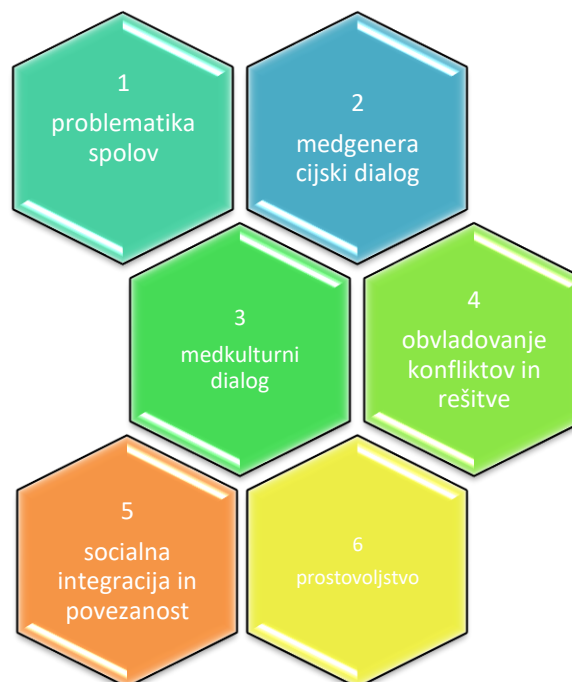 1
problematika
spolov
2
medgenera
cijski dialog
3
medkulturni
dialog
4
obvladovanje
konfliktov in
rešitve
5
socialna
integracija in
povezanost
6
prostovoljstvo